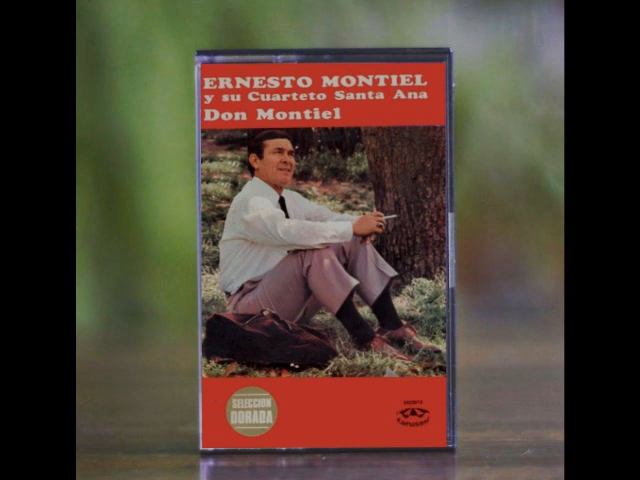 ERNESTO MONTIEL
y su Cuarteto Santa Ana
Don Montiel
SELECCION
DORADA